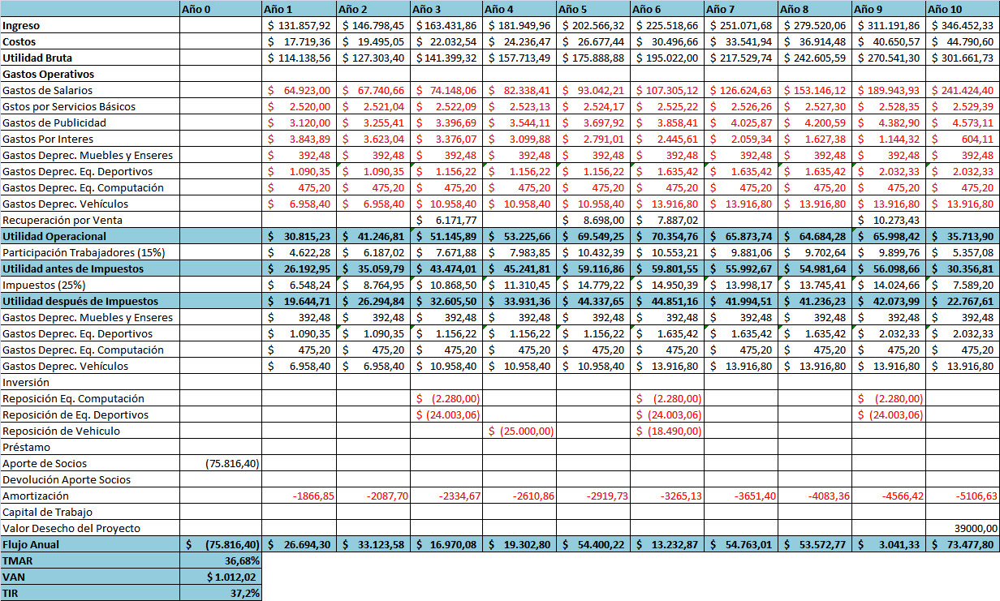 Año 0 Año 1 Año 2 Año 3 Año 4 Año 5 Año 6 Año 7 Año 8 Año 9 Año 10
Ingreso $ 131.857,92 $ 146.798,45 $ 163.431,86 $ 181.949,96 $ 202.566,32 $ 225.518,66 $ 251.071,68 $ 279.520,06 $ 311.191,86 $ 346.452,33
Costos $ 17.719,36 $ 19.495,05 $ 22.032,54 $ 24.236,47 $ 26.677,44 $ 30.496,66 $ 33.541,94 $ 36.914,48 $ 40.650,57 $ 44.790,60
Utilidad Bruta $ 114.138,56 $ 127.303,40 $ 141.399,32 $ 157.713,49 $ 175.888,88 $ 195.022,00 $ 217.529,74 $ 242.605,59 $ 270.541,30 $ 301.661,73
Gastos Operativos
Gastos de Salarios $ 64.923,00 $ 67.740,66 $ 74.148,06 $ 82.338,41 $ 93.042,21 $ 107.305,12 $ 126.624,63 $ 153.146,12 $ 189.943,93 $ 241.424,40
Gstos por Servicios Básicos $ 2.520,00 $ 2.521,04 $ 2.522,09 $ 2.523,13 $ 2.524,17 $ 2.525,22 $ 2.526,26 $ 2.527,30 $ 2.528,35 $ 2.529,39
Gastos de Publicidad $ 3.120,00 $ 3.255,41 $ 3.396,69 $ 3.544,11 $ 3.697,92 $ 3.858,41 $ 4.025,87 $ 4.200,59 $ 4.382,90 $ 4.573,11
Gastos Por Interes $ 3.843,89 $ 3.623,04 $ 3.376,07 $ 3.099,88 $ 2.791,01 $ 2.445,61 $ 2.059,34 $ 1.627,38 $ 1.144,32 $ 604,11
Gastos Deprec. Muebles y Enseres $ 392,48 $ 392,48 $ 392,48 $ 392,48 $ 392,48 $ 392,48 $ 392,48 $ 392,48 $ 392,48 $ 392,48
Gastos Deprec. Eq. Deportivos $ 1.090,35 $ 1.090,35 $ 1.156,22 $ 1.156,22 $ 1.156,22 $ 1.635,42 $ 1.635,42 $ 1.635,42 $ 2.032,33 $ 2.032,33
Gastos Deprec. Eq. Computación $ 475,20 $ 475,20 $ 475,20 $ 475,20 $ 475,20 $ 475,20 $ 475,20 $ 475,20 $ 475,20 $ 475,20
Gastos Deprec. Vehículos $ 6.958,40 $ 6.958,40 $ 10.958,40 $ 10.958,40 $ 10.958,40 $ 13.916,80 $ 13.916,80 $ 13.916,80 $ 13.916,80 $ 13.916,80
Recuperación por Venta $ 6.171,77 $ 8.698,00 $ 7.887,02 $ 10.273,43
Utilidad Operacional $ 30.815,23 $ 41.246,81 $ 51.145,89 $ 53.225,66 $ 69.549,25 $ 70.354,76 $ 65.873,74 $ 64.684,28 $ 65.998,42 $ 35.713,90
Participación Trabajadores (15%) $ 4.622,28 $ 6.187,02 $ 7.671,88 $ 7.983,85 $ 10.432,39 $ 10.553,21 $ 9.881,06 $ 9.702,64 $ 9.899,76 $ 5.357,08
Utilidad antes de Impuestos $ 26.192,95 $ 35.059,79 $ 43.474,01 $ 45.241,81 $ 59.116,86 $ 59.801,55 $ 55.992,67 $ 54.981,64 $ 56.098,66 $ 30.356,81
Impuestos (25%) $ 6.548,24 $ 8.764,95 $ 10.868,50 $ 11.310,45 $ 14.779,22 $ 14.950,39 $ 13.998,17 $ 13.745,41 $ 14.024,66 $ 7.589,20
Utilidad después de Impuestos $ 19.644,71 $ 26.294,84 $ 32.605,50 $ 33.931,36 $ 44.337,65 $ 44.851,16 $ 41.994,51 $ 41.236,23 $ 42.073,99 $ 22.767,61
Gastos Deprec. Muebles y Enseres $ 392,48 $ 392,48 $ 392,48 $ 392,48 $ 392,48 $ 392,48 $ 392,48 $ 392,48 $ 392,48 $ 392,48
Gastos Deprec. Eq. Deportivos $ 1.090,35 $ 1.090,35 $ 1.156,22 $ 1.156,22 $ 1.156,22 $ 1.635,42 $ 1.635,42 $ 1.635,42 $ 2.032,33 $ 2.032,33
Gastos Deprec. Eq. Computación $ 475,20 $ 475,20 $ 475,20 $ 475,20 $ 475,20 $ 475,20 $ 475,20 $ 475,20 $ 475,20 $ 475,20
Gastos Deprec. Vehículos $ 6.958,40 $ 6.958,40 $ 10.958,40 $ 10.958,40 $ 10.958,40 $ 13.916,80 $ 13.916,80 $ 13.916,80 $ 13.916,80 $ 13.916,80
Inversión
Reposición Eq. Computación $ (2.280,00) $ (2.280,00) $ (2.280,00)
Reposición de Eq. Deportivos $ (24.003,06) $ (24.003,06) $ (24.003,06)
Reposición de Vehiculo $ (25.000,00) $ (18.490,00)
Préstamo
Aporte de Socios (75.816,40)
Devolución Aporte Socios
Amortización -1866,85 -2087,70 -2334,67 -2610,86 -2919,73 -3265,13 -3651,40 -4083,36 -4566,42 -5106,63
Capital de Trabajo
Valor Desecho del Proyecto 39000,00
Flujo Anual $ (75.816,40) $ 26.694,30 $ 33.123,58 $ 16.970,08 $ 19.302,80 $ 54.400,22 $ 13.232,87 $ 54.763,01 $ 53.572,77 $ 3.041,33 $ 73.477,80
TMAR 36,68%
VAN $ 1.012,02
TIR 37,2%